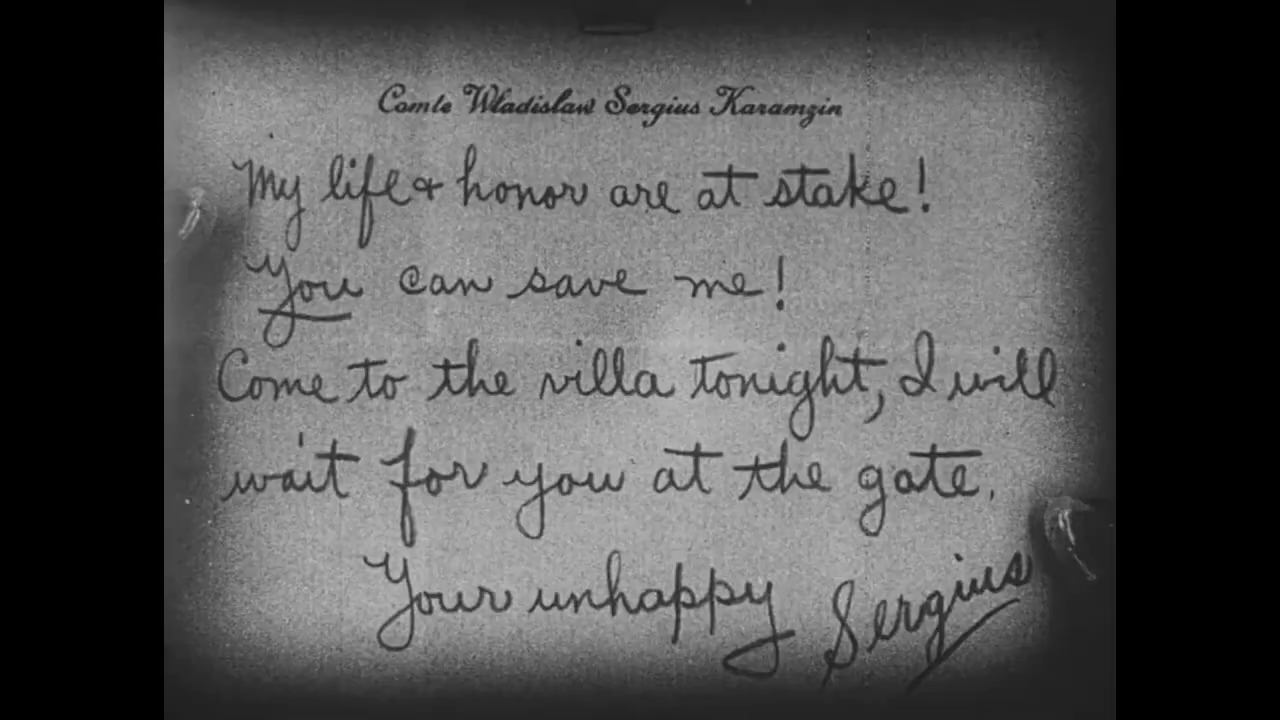 Comte Wladislaw Sergius Karamzin
My life & honor are at stake!
You can save me!
Come to the villa tonight, I will
wait for you at the gate.
Your unhappy Sergius